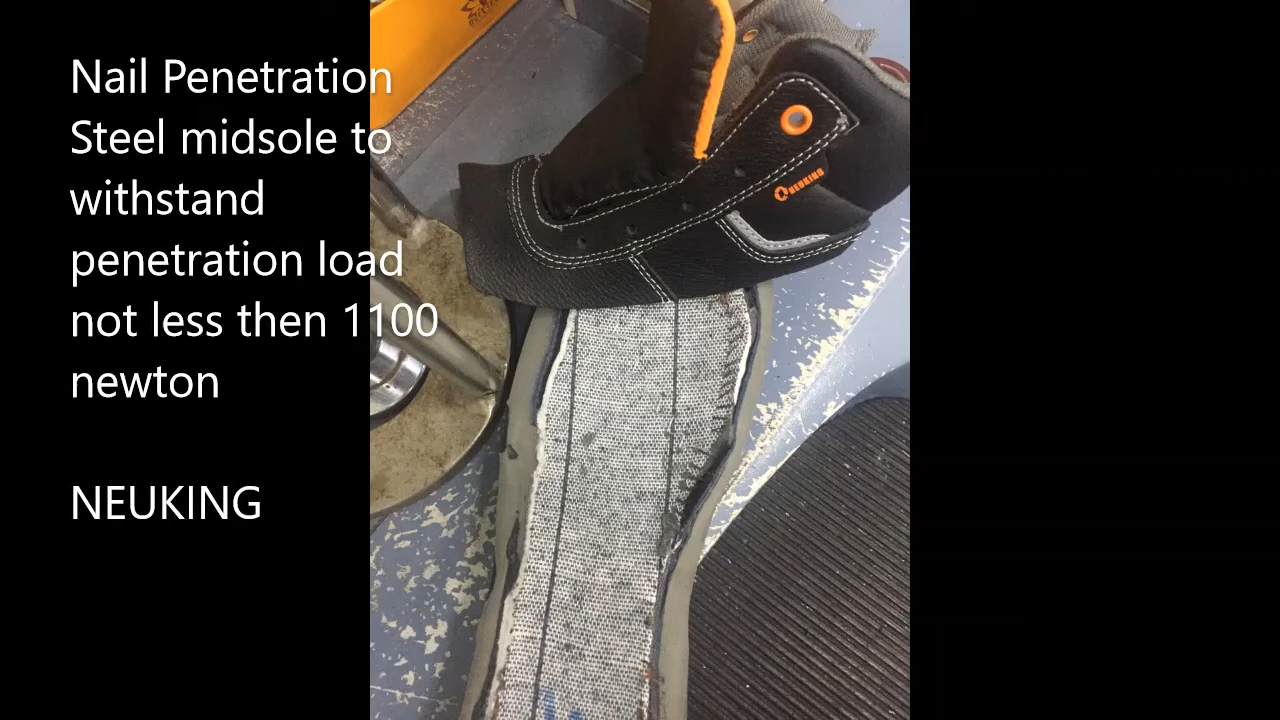 Nail Penetration
Steel midsole to
withstand
penetration load
not less then 1100
newton
NEUKING
NEUKING